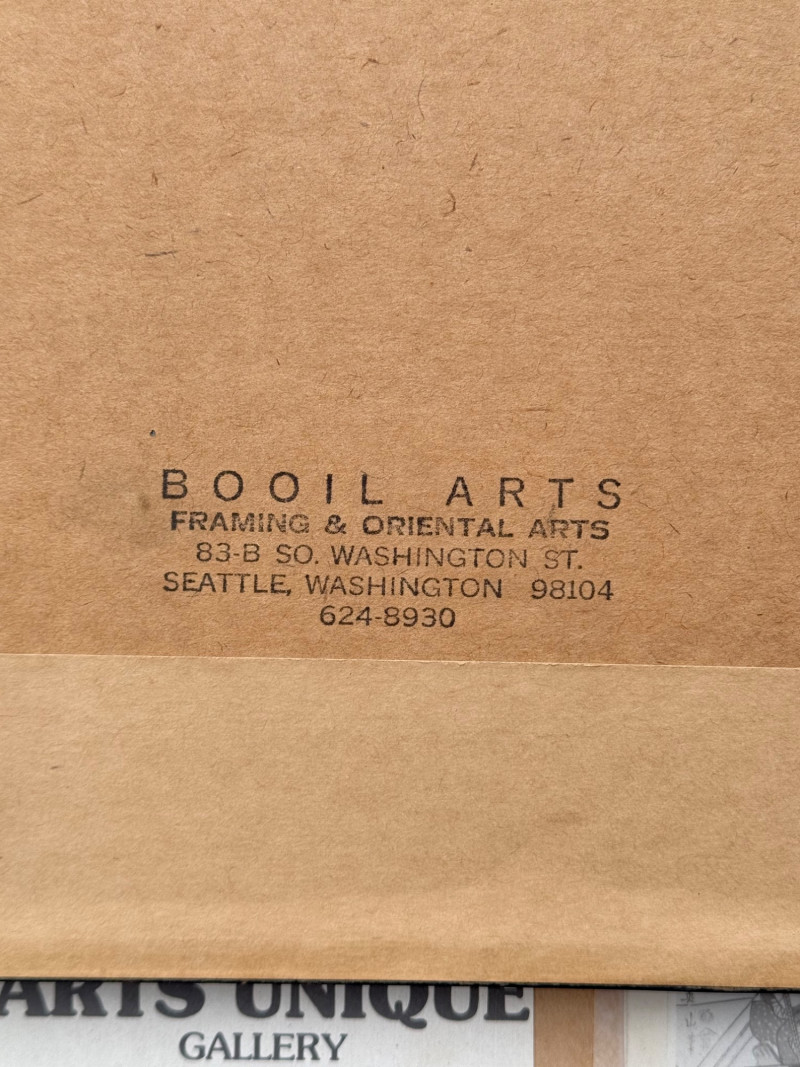 BOOIL ARTS
FRAMING & ORIENTAL ARTS
83-B SO. WASHINGTON ST.
SEATTLE, WASHINGTON 98104
624-8930
ARTS UNIQUE
GALLERY